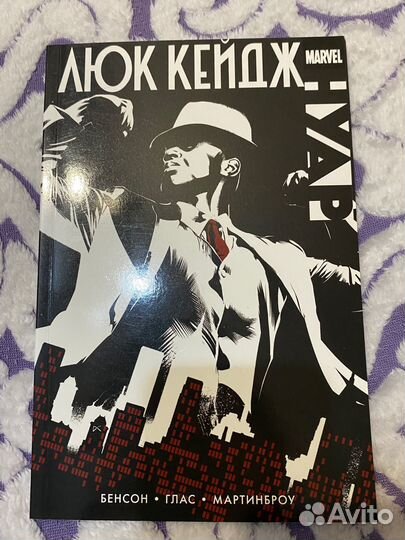 ЛЮК КЕЙДЖ
MARVEL
НУАР
БЕНСОН • ГЛАС • МАРТИНБРОУ
Avito